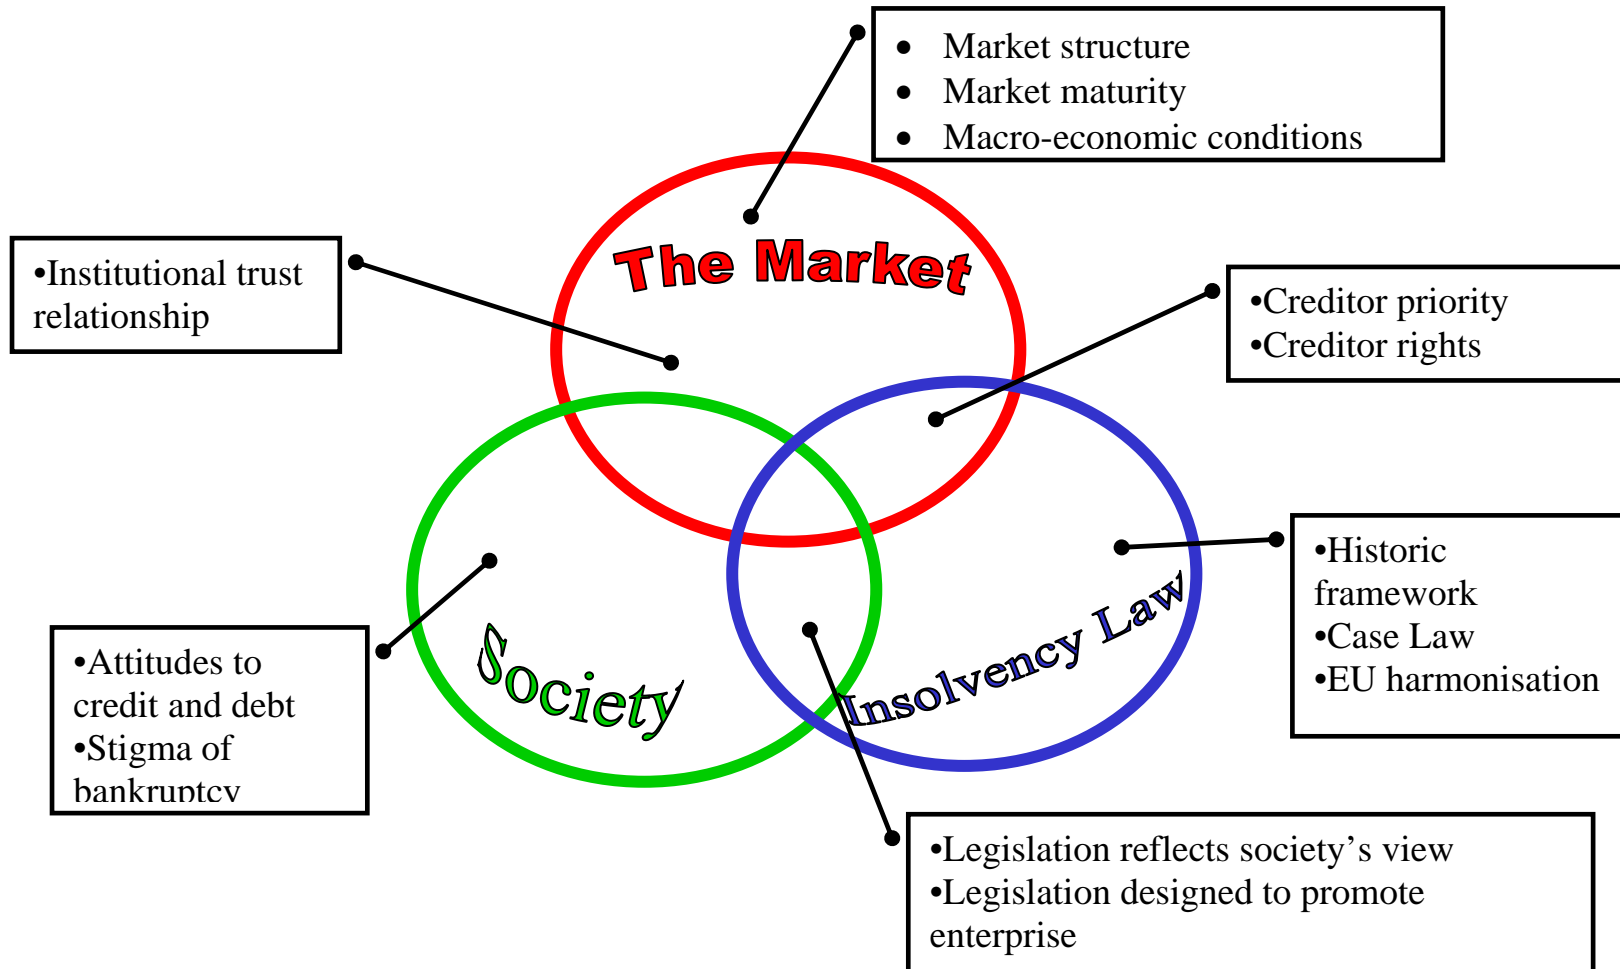 • Market structure
• Market maturity
• Macro-economic conditions
The Market
•Institutional trust
relationship
•Creditor priority
•Creditor rights
•Historic
framework
•Case Law
•EU harmonisation
Society
Insolvency Law
•Attitudes to
credit and debt
•Stigma of
bankruptcy
•Legislation reflects society’s view
•Legislation designed to promote
enterprise